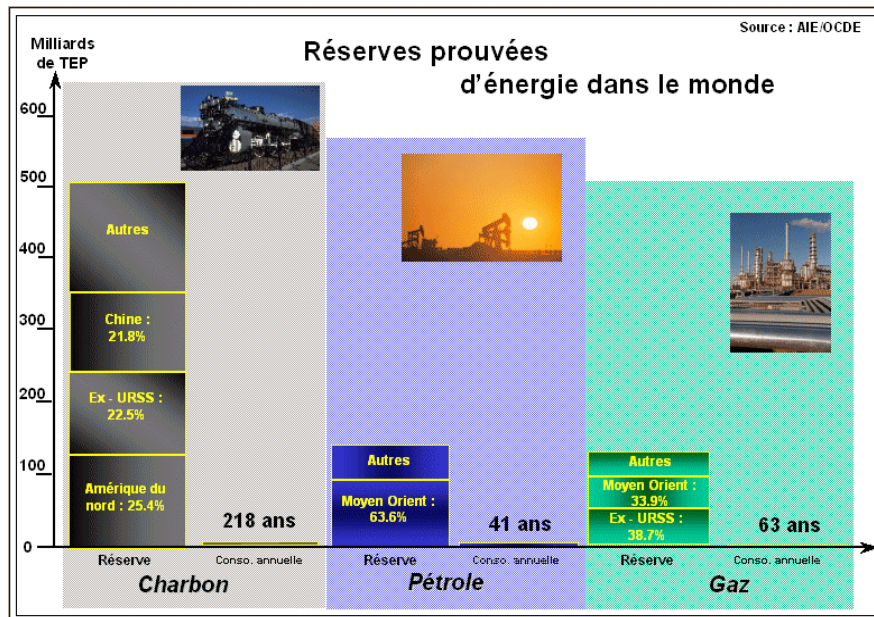 Source : AIE/OCDE
Milliards
de TEP
Réserves prouvées
d'énergie dans le monde
600
500
400
300
200
100
0
Autres
Chine :
21.8%
Ex - URSS :
22.5%
Amérique du
nord : 25.4%
218 ans
Autres
Moyen Orient :
63.6%
41 ans
Autres
Moyen Orient :
33.9%
Ex - URSS :
38.7%
63 ans
Réserve
Conso. annuelle
Réserve
Conso. annuelle
Réserve
Conso. annuelle
Charbon
Pétrole
Gaz